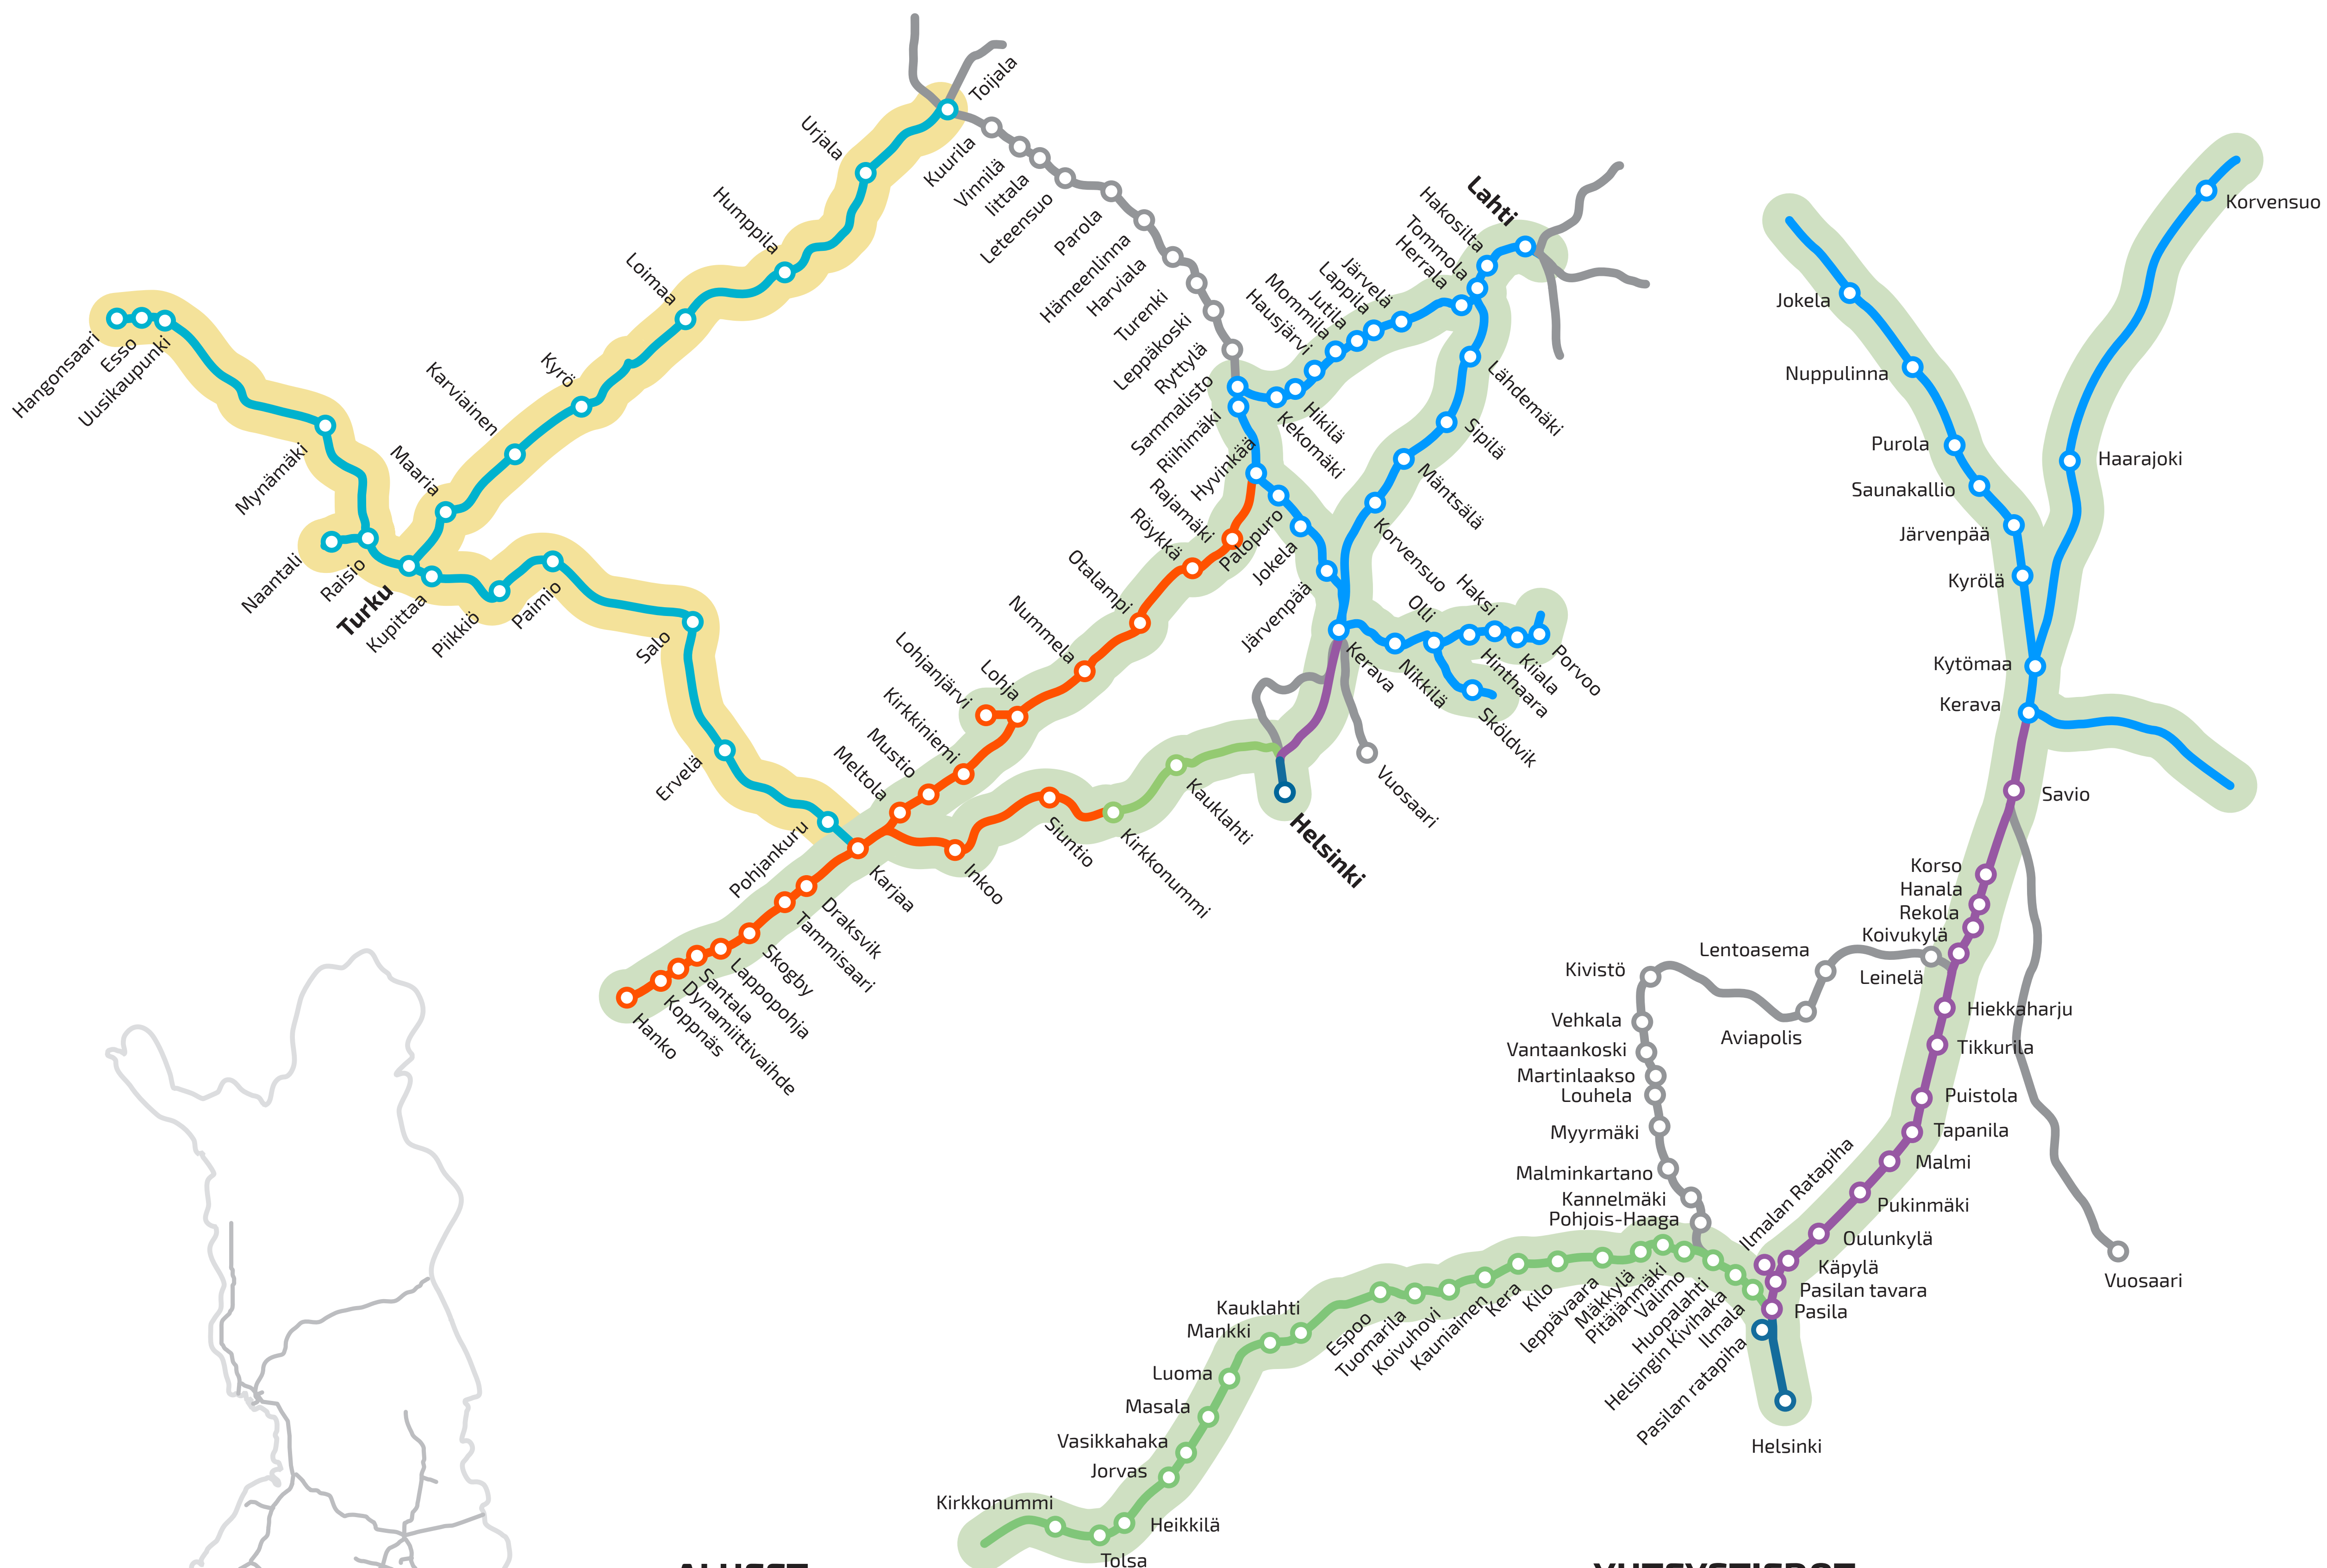 Toijala
Urjala
Kuurila
Vinnilä
Iittala
Leteensuo
Parola
Hämeenlinna
Harviala
Turenki
Leppäkoski
Ryttylä
Sammalisto
Riihimäki
Hyvinkää
Humppila
Loimaa
Kyrö
Karviainen
Maaria
Hangonsaari
Esso
Uusikaupunki
Mynämäki
Naantali
Raisio
Turku
Kupittaa
Piikkiö
Paimio
Salo
Ervelä
Pohjankuru
Lahti
Hakosilta
Tommola
Herrala
Järvelä
Lappila
Jutila
Mommila
Hausjärvi
Hikilä
Kekomäki
Lähdemäki
Sipilä
Mäntsälä
Korvensuo
Rajamäki
Röykkä
Palopuro
Jokela
Järvenpää
Otalampi
Nummela
Lohja
Lohjanjärvi
Kirkkiniemi
Mustio
Meltola
Haksi
Olli
Kerava
Nikkilä
Hinthaara
Kiiala
Porvoo
Sköldvik
Vuosaari
Kauklahti
Helsinki
Kirkkonummi
Siuntio
Inkoo
Karjaa
Draksvik
Tammisaari
Skogby
Lappopohja
Santala
Dynamiittivaihde
Koppnäs
Hanko
Korvensuo
Jokela
Nuppulinna
Purola
Haarajoki
Saunakallio
Järvenpää
Kyrölä
Kytömaa
Kerava
Savio
Korso
Hanala
Rekola
Koivukylä
Lentoasema
Leinelä
Kivistö
Hiekkaharju
Vehkala
Aviapolis
Tikkurila
Vantaankoski
Martinlaakso
Louhela
Puistola
Myyrmäki
Tapanila
Malmi
Malminkartano
Kannelmäki
Pohjois-Haaga
Ilmalan Ratapiha
Pukinmäki
Oulunkylä
Käpylä
Pasilan tavara
Pasila
Vuosaari
Kauklahti
Mankki
Espoo
Tuomarila
Koivuhovi
Kauniainen
Kera
Kilo
leppävaara
Mäkkylä
Pitäjänmäki
Valimo
Huopalahti
Helsingin Kivihaka
Ilmala
Pasilan ratapiha
Luoma
Masala
Vasikkahaka
Jorvas
Helsinki
Kirkkonummi
Heikkilä
Tolsa